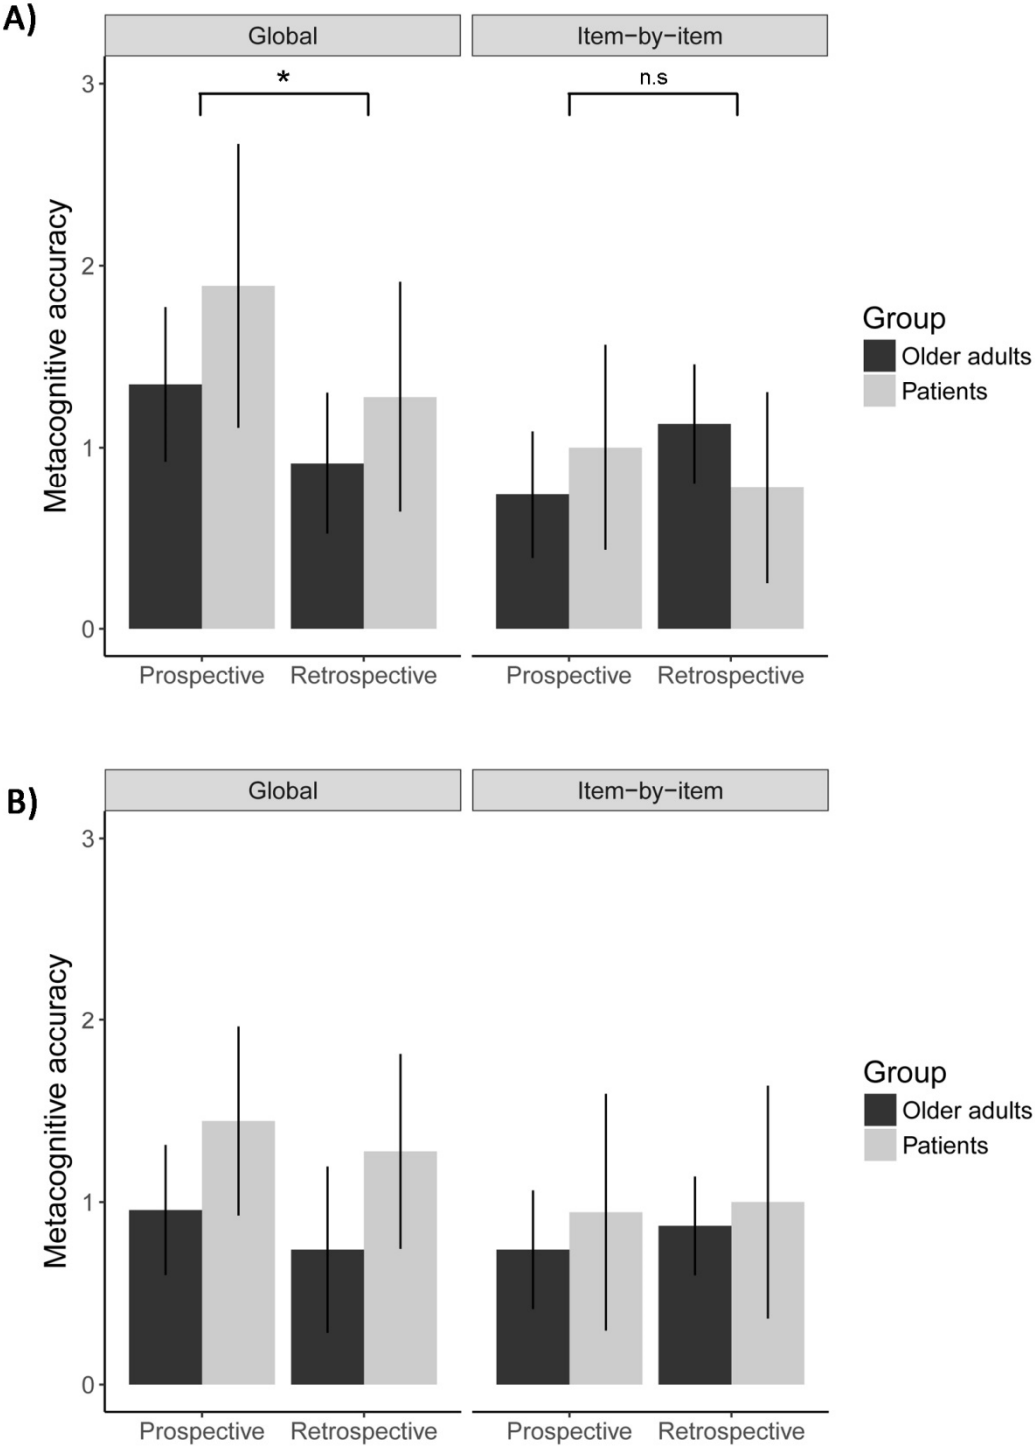 A)
Global
Item−by−item
*
n.s
3
2
1
0
Metacognitive accuracy
Prospective
Retrospective
Prospective
Retrospective
Group
Older adults
Patients
B)
Global
Item−by−item
3
2
1
0
Metacognitive accuracy
Prospective
Retrospective
Prospective
Retrospective
Group
Older adults
Patients